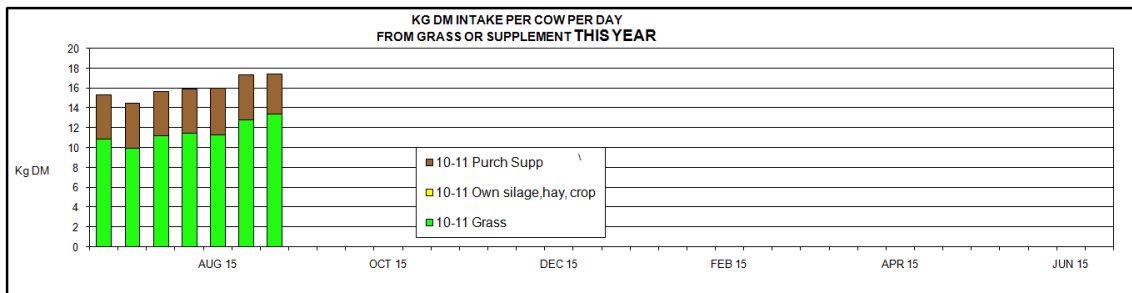 KG DM INTAKE PER COW PER DAY
FROM GRASS OR SUPPLEMENT THIS YEAR
20
18
16
14
12
10
8
6
4
2
0
Kg DM
10-11 Purch Supp \
10-11 Own silage,hay, crop
10-11 Grass
AUG 15 OCT 15 DEC 15 FEB 15 APR 15 JUN 15